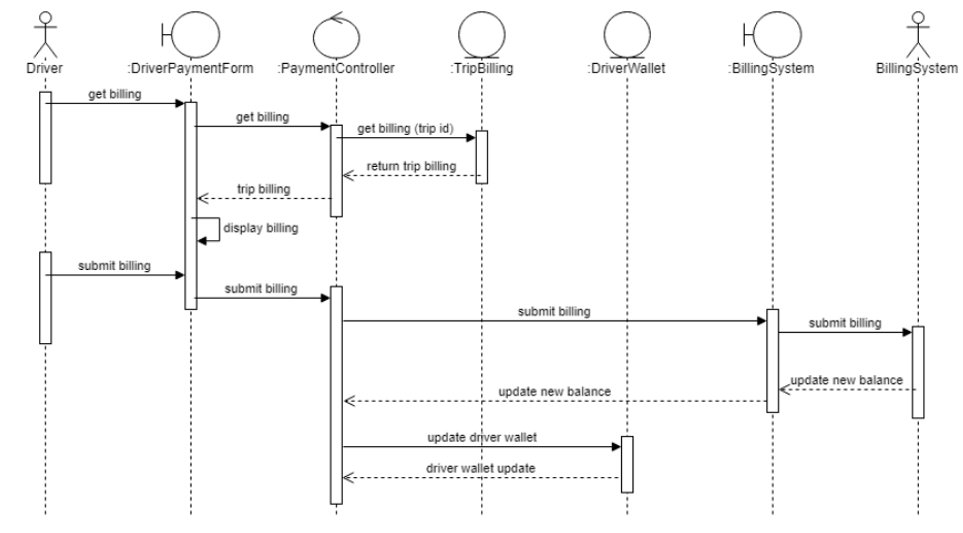 Driver
:DriverPaymentForm
:PaymentController
:TripBilling
:DriverWallet
:BillingSystem
BillingSystem
get billing
get billing
get billing (trip id)
return trip billing
trip billing
display billing
submit billing
submit billing
submit billing
submit billing
update new balance
update new balance
update driver wallet
driver wallet update